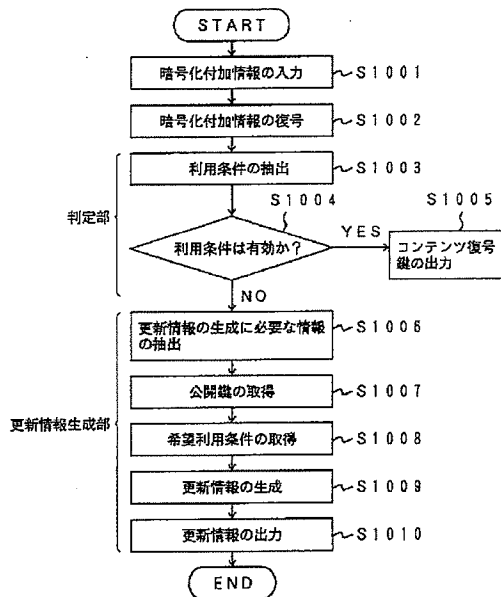 START
暗号化付加情報の入力
S1001
暗号化付加情報の復号
S1002
利用条件の抽出
S1003
判定部
利用条件は有効か?
S1004
YES
S1005
コンテンツ復号
鍵の出力
NO
更新情報の生成に必要な情報
の抽出
S1006
公開鍵の取得
S1007
更新情報生成部
希望利用条件の取得
S1008
更新情報の生成
S1009
更新情報の出力
S1010
END